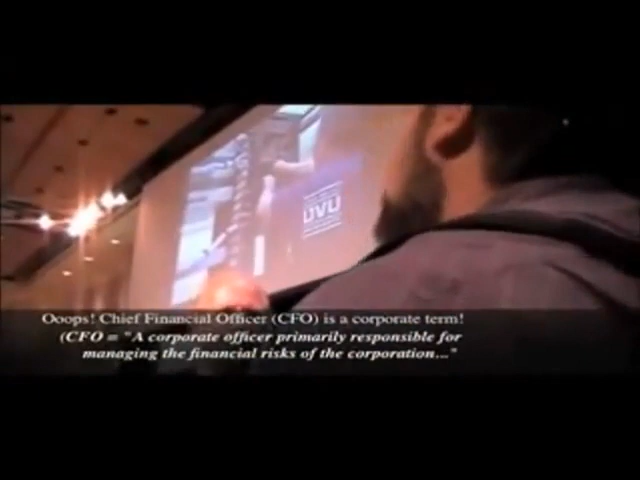 UVU
Ooops! Chief Financial Officer (CFO) is a corporate term!
(CFO = "A corporate officer primarily responsible for
managing the financial risks of the corporation..."